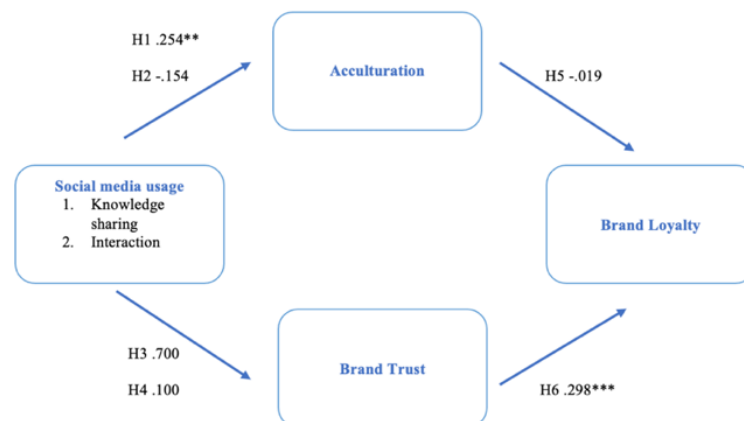 H1 .254**
H2 -.154
Acculturation
H5 -.019
Social media usage
1. Knowledge
sharing
2. Interaction
Brand Loyalty
H3 .700
H4 .100
Brand Trust
H6 .298***